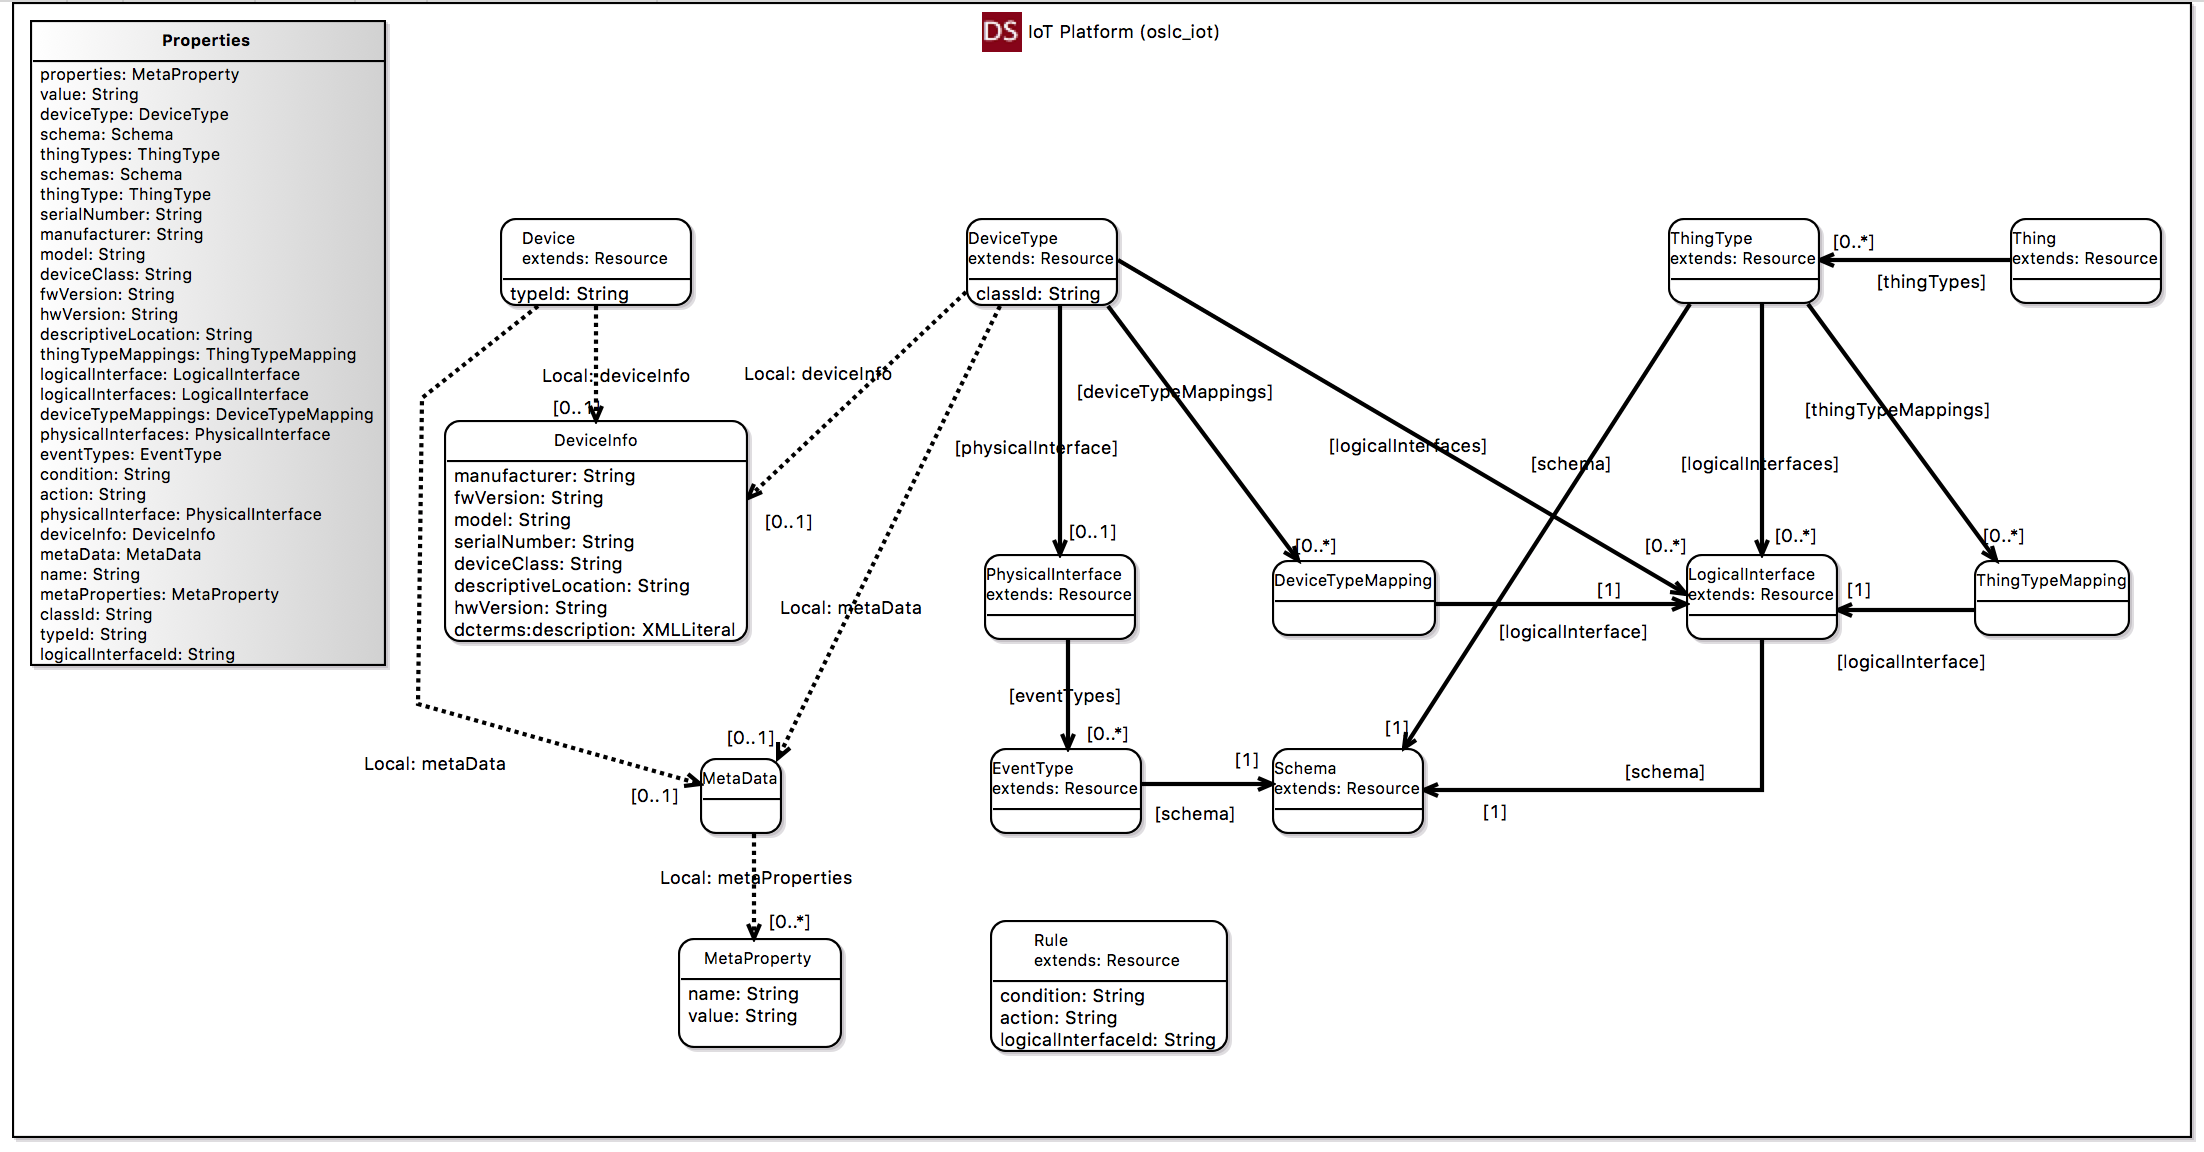 DS IoT Platform (oslc_iot)
Properties
properties: MetaProperty
value: String
deviceType: DeviceType
schema: Schema
thingTypes: ThingType
schemas: Schema
thingType: ThingType
serialNumber: String
manufacturer: String
model: String
deviceClass: String
fwVersion: String
hwVersion: String
descriptiveLocation: String
thingTypeMappings: ThingTypeMapping
logicalInterface: LogicalInterface
logicalInterfaces: LogicalInterface
deviceTypeMappings: DeviceTypeMapping
physicalInterfaces: PhysicalInterface
eventTypes: EventType
condition: String
action: String
physicalInterface: PhysicalInterface
deviceInfo: DeviceInfo
metaData: MetaData
name: String
metaProperties: MetaProperty
classId: String
typeId: String
logicalInterfaceId: String
Device
extends: Resource
typeId: String
DeviceType
extends: Resource
classId: String
ThingType
extends: Resource
[0..*]
[thingTypes]
Thing
extends: Resource
Local: deviceInfo
[0..1]
Local: deviceInfo
[0..1]
[deviceTypeMappings]
[physicalInterface]
[logicalInterfaces]
[schema]
[logicalInterfaces]
[thingTypeMappings]
DeviceInfo
manufacturer: String
fwVersion: String
model: String
serialNumber: String
deviceClass: String
descriptiveLocation: String
hwVersion: String
dcterms:description: XMLLiteral
[0..1]
[0..*]
[0..*]
[0..*]
[0..*]
PhysicalInterface
extends: Resource
DeviceTypeMapping
[1]
[logicalInterface]
LogicalInterface
extends: Resource
[1]
[logicalInterface]
ThingTypeMapping
Local: metaData
[eventTypes]
[0..*]
[0..1]
Local: metaData
[0..1]
MetaData
EventType
extends: Resource
[1]
[schema]
[1]
Schema
extends: Resource
[schema]
[1]
Local: metaProperties
[0..*]
MetaProperty
name: String
value: String
Rule
extends: Resource
condition: String
action: String
logicalInterfaceId: String